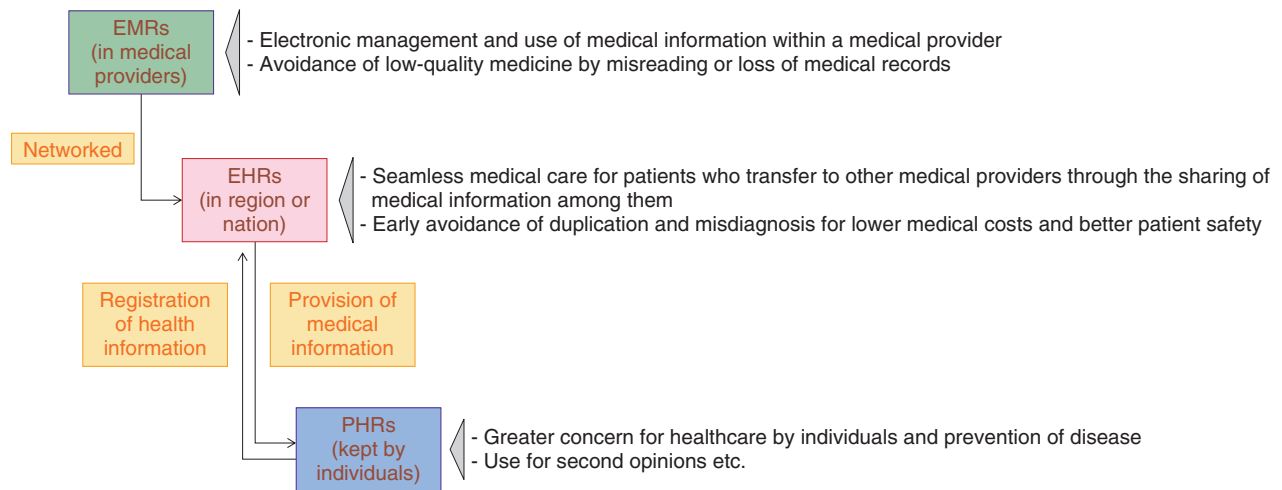 EMRs
(in medical
providers)
- Electronic management and use of medical information within a medical provider
- Avoidance of low-quality medicine by misreading or loss of medical records
Networked
EHRs
(in region or
nation)
- Seamless medical care for patients who transfer to other medical providers through the sharing of
medical information among them
- Early avoidance of duplication and misdiagnosis for lower medical costs and better patient safety
Registration
of health
information
Provision of
medical
information
PHRs
(kept by
individuals)
- Greater concern for healthcare by individuals and prevention of disease
- Use for second opinions etc.